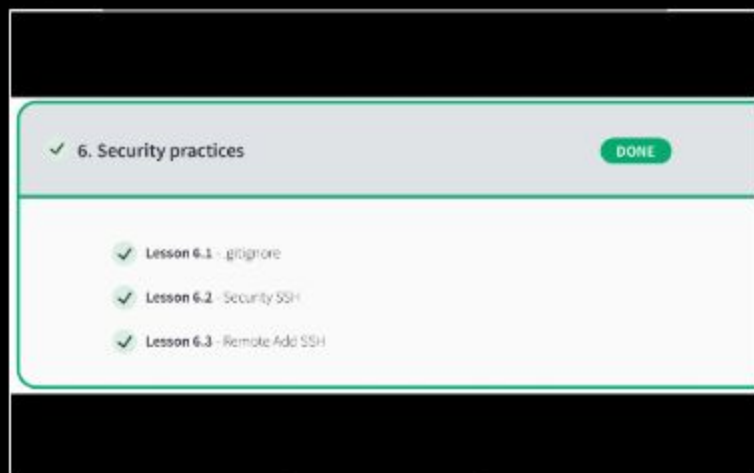 6. Security practices
DONE
Lesson 6.1 - .gitignore
Lesson 6.2 - Security SSH
Lesson 6.3 - Remote Add SSH